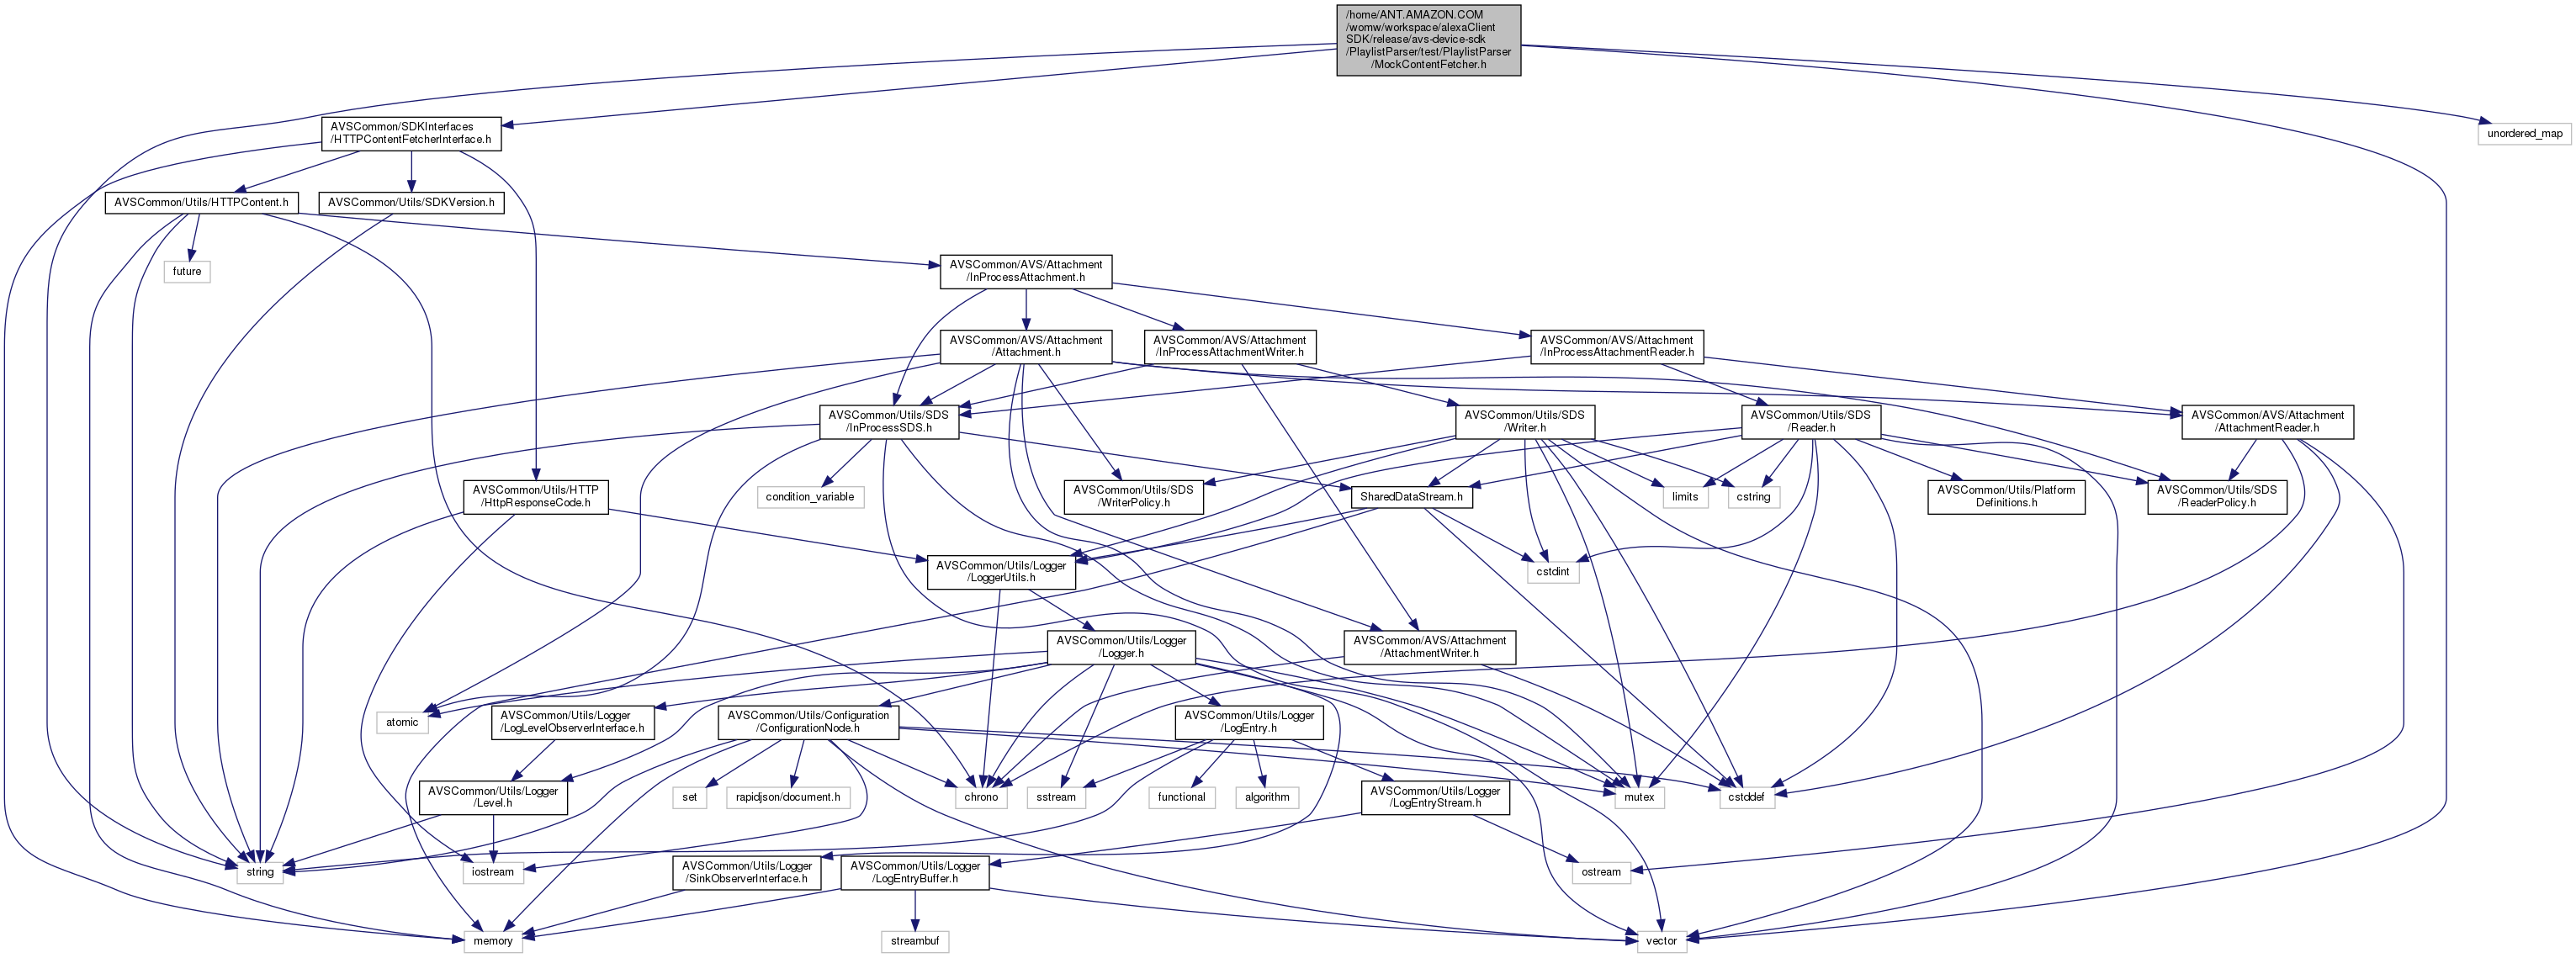 /home/ANT.AMAZON.COM
/womw/workspace/alexaClient
SDK/release/avs-device-sdk
/PlaylistParser/test/PlaylistParser
/MockContentFetcher.h
AVSCommon/SDKInterfaces
/HTTPContentFetcherInterface.h
unordered_map
AVSCommon/Utils/HTTPContent.h
AVSCommon/Utils/SDKVersion.h
future
AVSCommon/AVS/Attachment
/InProcessAttachment.h
AVSCommon/AVS/Attachment
/Attachment.h
AVSCommon/AVS/Attachment
/InProcessAttachmentWriter.h
AVSCommon/AVS/Attachment
/InProcessAttachmentReader.h
AVSCommon/Utils/SDS
/InProcessSDS.h
AVSCommon/Utils/SDS
/Writer.h
AVSCommon/Utils/SDS
/Reader.h
AVSCommon/AVS/Attachment
/AttachmentReader.h
AVSCommon/Utils/HTTP
/HttpResponseCode.h
condition_variable
AVSCommon/Utils/SDS
/WriterPolicy.h
SharedDataStream.h
limits
cstring
AVSCommon/Utils/Platform
Definitions.h
AVSCommon/Utils/SDS
/ReaderPolicy.h
AVSCommon/Utils/Logger
/LoggerUtils.h
cstdint
AVSCommon/Utils/Logger
/Logger.h
AVSCommon/AVS/Attachment
/AttachmentWriter.h
atomic
AVSCommon/Utils/Logger
/LogLevelObserverInterface.h
AVSCommon/Utils/Configuration
/ConfigurationNode.h
AVSCommon/Utils/Logger
/LogEntry.h
AVSCommon/Utils/Logger
/Level.h
set
rapidjson/document.h
chrono
sstream
functional
algorithm
AVSCommon/Utils/Logger
/LogEntryStream.h
mutex
cstddef
string
iostream
AVSCommon/Utils/Logger
/SinkObserverInterface.h
AVSCommon/Utils/Logger
/LogEntryBuffer.h
ostream
memory
streambuf
vector